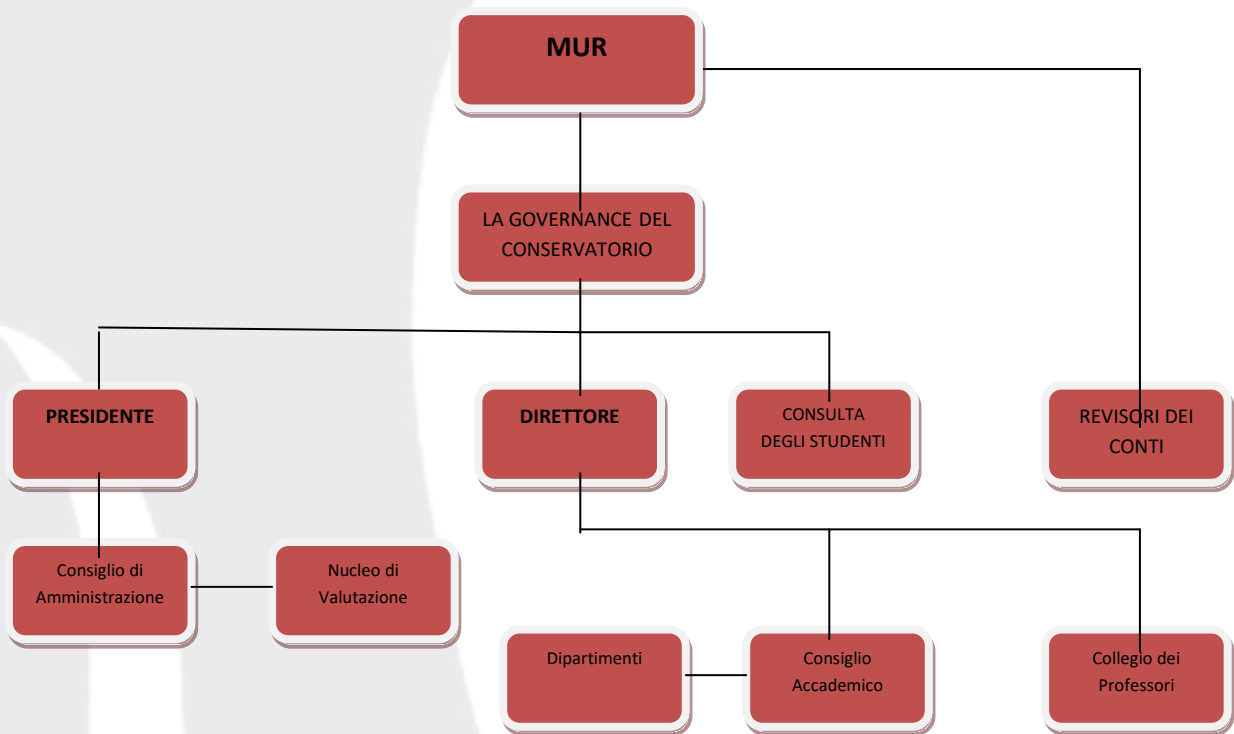 MUR
LA GOVERNANCE DEL
CONSERVATORIO
PRESIDENTE
DIRETTORE
CONSULTA
DEGLI STUDENTI
REVISORI DEI
CONTI
Consiglio di
Amministrazione
Nucleo di
Valutazione
Dipartimenti
Consiglio
Accademico
Collegio dei
Professori